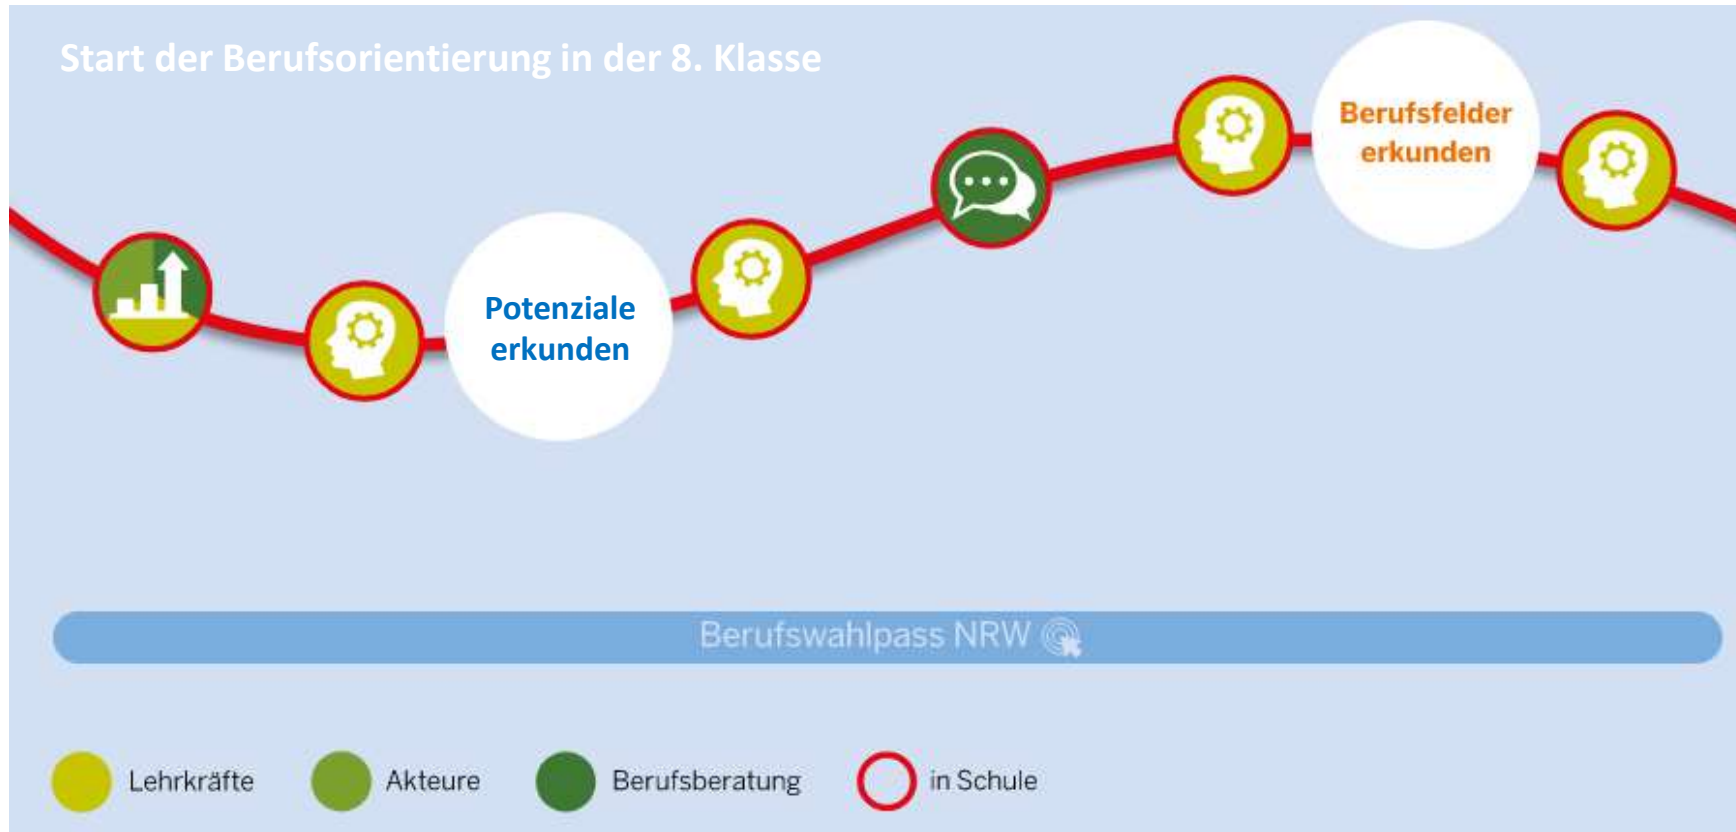 Start der Berufsorientierung in der 8. Klasse
Berufsfelder
erkunden
Potenziale
erkunden
Berufswahlpass NRW
Lehrkräfte
Akteure
Berufsberatung
in Schule